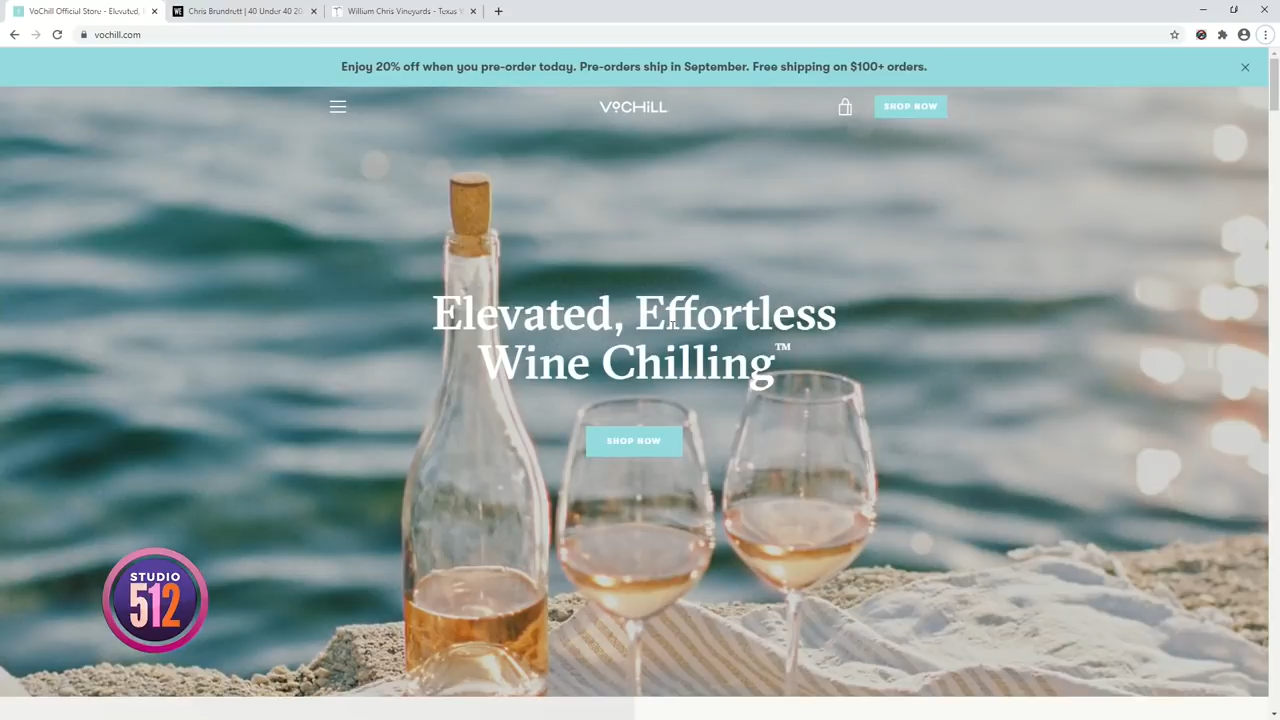 VoChill Official Store - Elevated, E
WE
Chris Brundrett | 40 Under 40 20
William Chris Vineyards - Texas W
vochill.com
Enjoy 20% off when you pre-order today. Pre-orders ship in September. Free shipping on $100+ orders.
VoCHiLL
SHOP NOW
Elevated, Effortless
Wine Chilling™
SHOP NOW
STUDIO
512